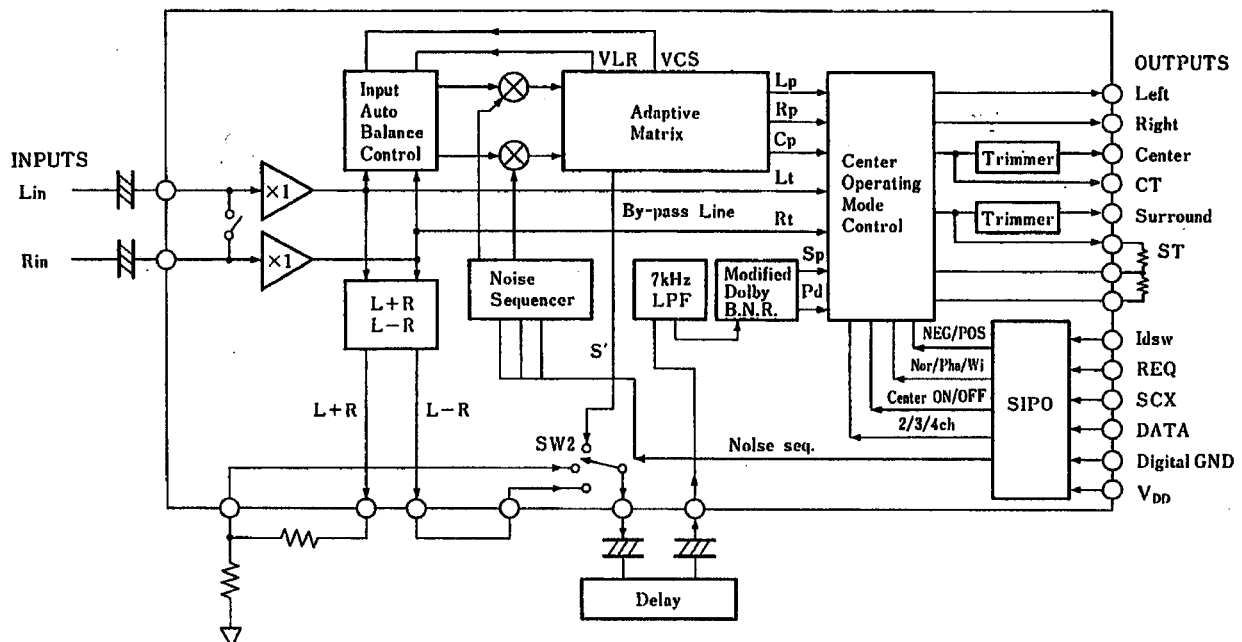 VLR
VCS
OUTPUTS
Input
Auto
Balance
Control
Adaptive
Matrix
Lp
Rp
Cp
Lt
Rt
Sp
Pd
Center
Operating
Mode
Control
Left
Right
Trimmer
Center
CT
Trimmer
Surround
ST
INPUTS
Lin
Rin
×1
×1
By-pass Line
L+R
L−R
Noise
Sequencer
7kHz
LPF
Modified
Dolby
B.N.R.
S'
L+R
L−R
SW2
NEG/POS
Nor/Pha/Wi
Center ON/OFF
2/3/4ch
Noise seq.
SIPO
Idsw
REQ
SCX
DATA
Digital GND
VDD
Delay